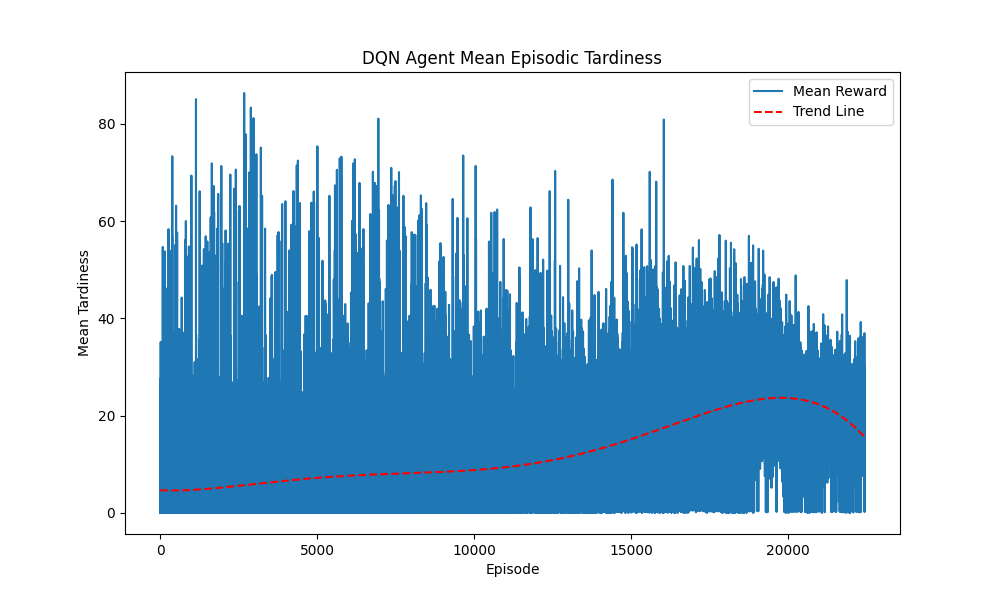 DQN Agent Mean Episodic Tardiness
Mean Reward
Trend Line
Mean Tardiness
80
60
40
20
0
0 5000 10000 15000 20000
Episode